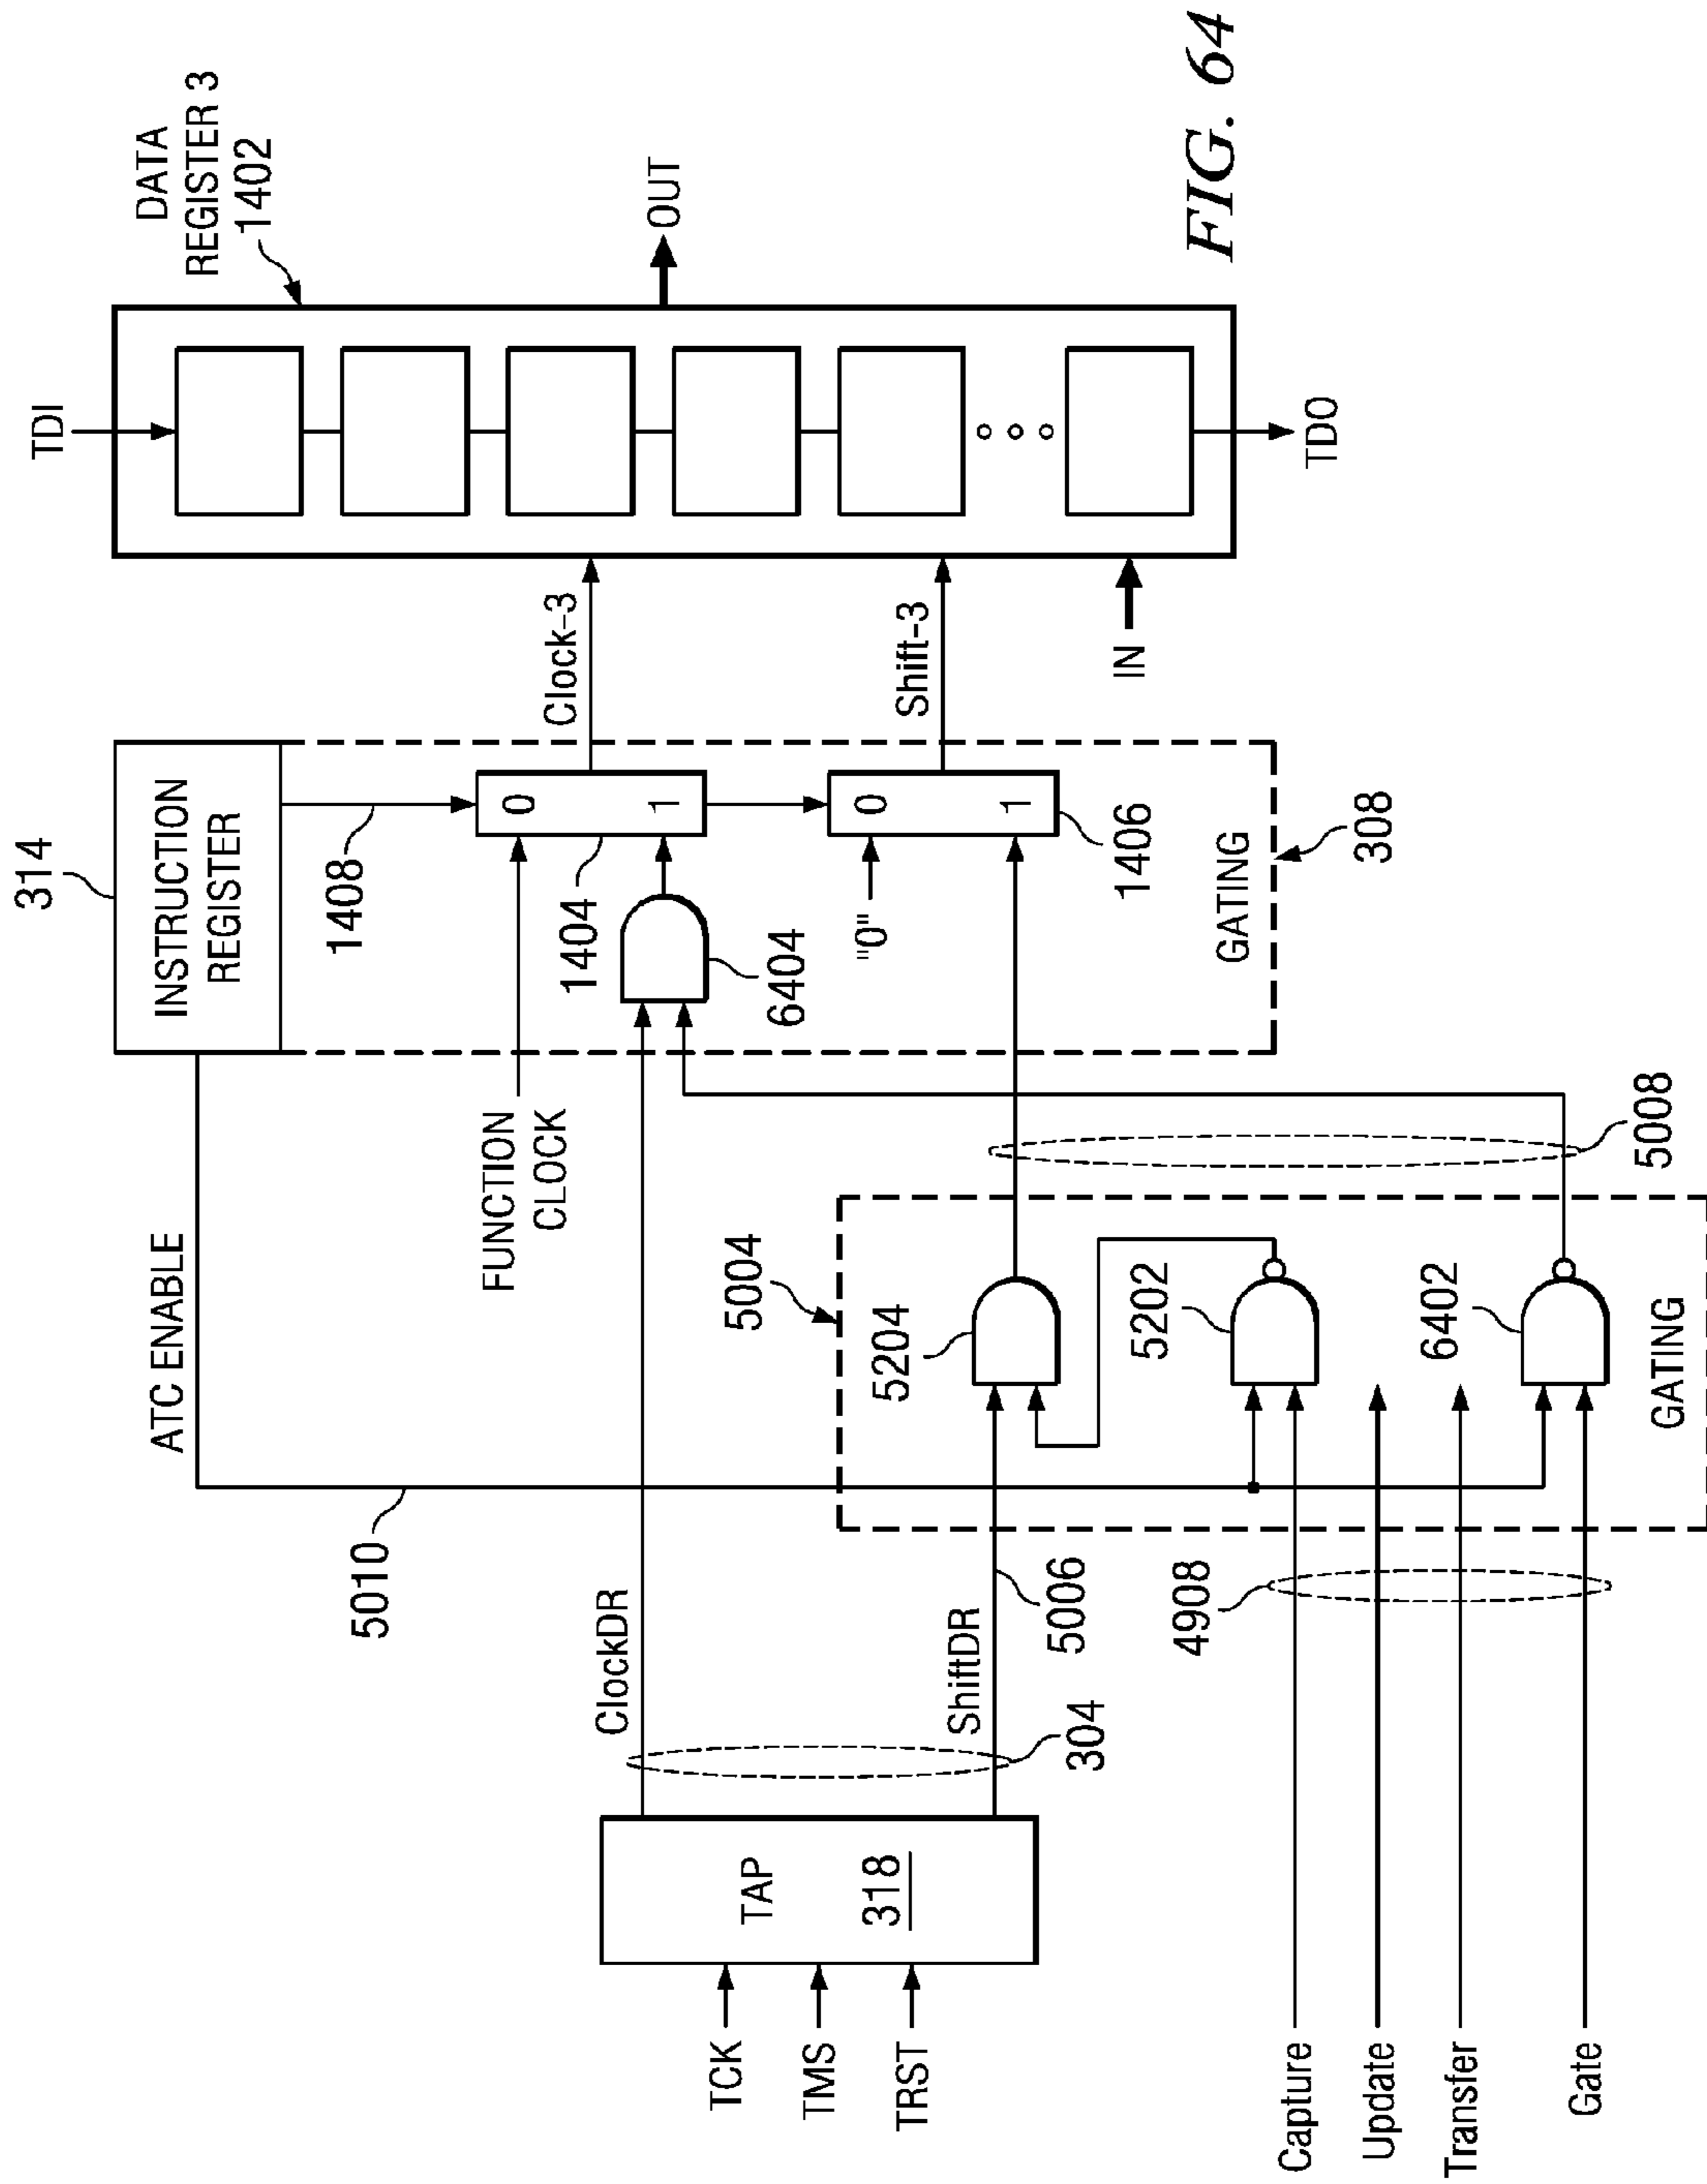 314
INSTRUCTION
REGISTER
1408
ATC ENABLE
5010
FUNCTION
CLOCK
1404
6404
0
1
"0"
0
1
1406
GATING
308
Clock-3
Shift-3
IN
TDI
DATA
REGISTER 3
1402
OUT
TDO
TCK
TMS
TRST
TAP
318
ClockDR
ShiftDR
304
5006
5004
5204
5202
6402
GATING
5008
4908
Capture
Update
Transfer
Gate
FIG. 64